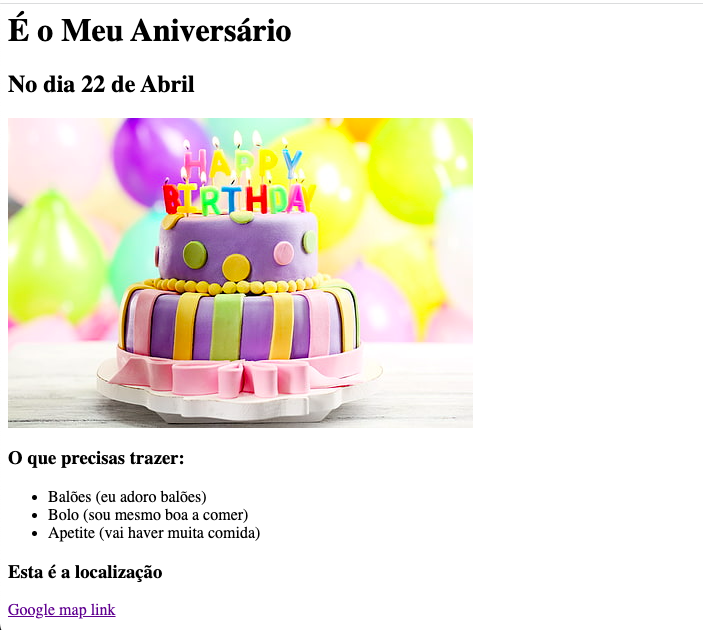 É o Meu Aniversário
No dia 22 de Abril
HAPPY
BIRTHDAY
O que precisas trazer:
Balões (eu adoro balões)
Bolo (sou mesmo boa a comer)
Apetite (vai haver muita comida)
Esta é a localização
Google map link